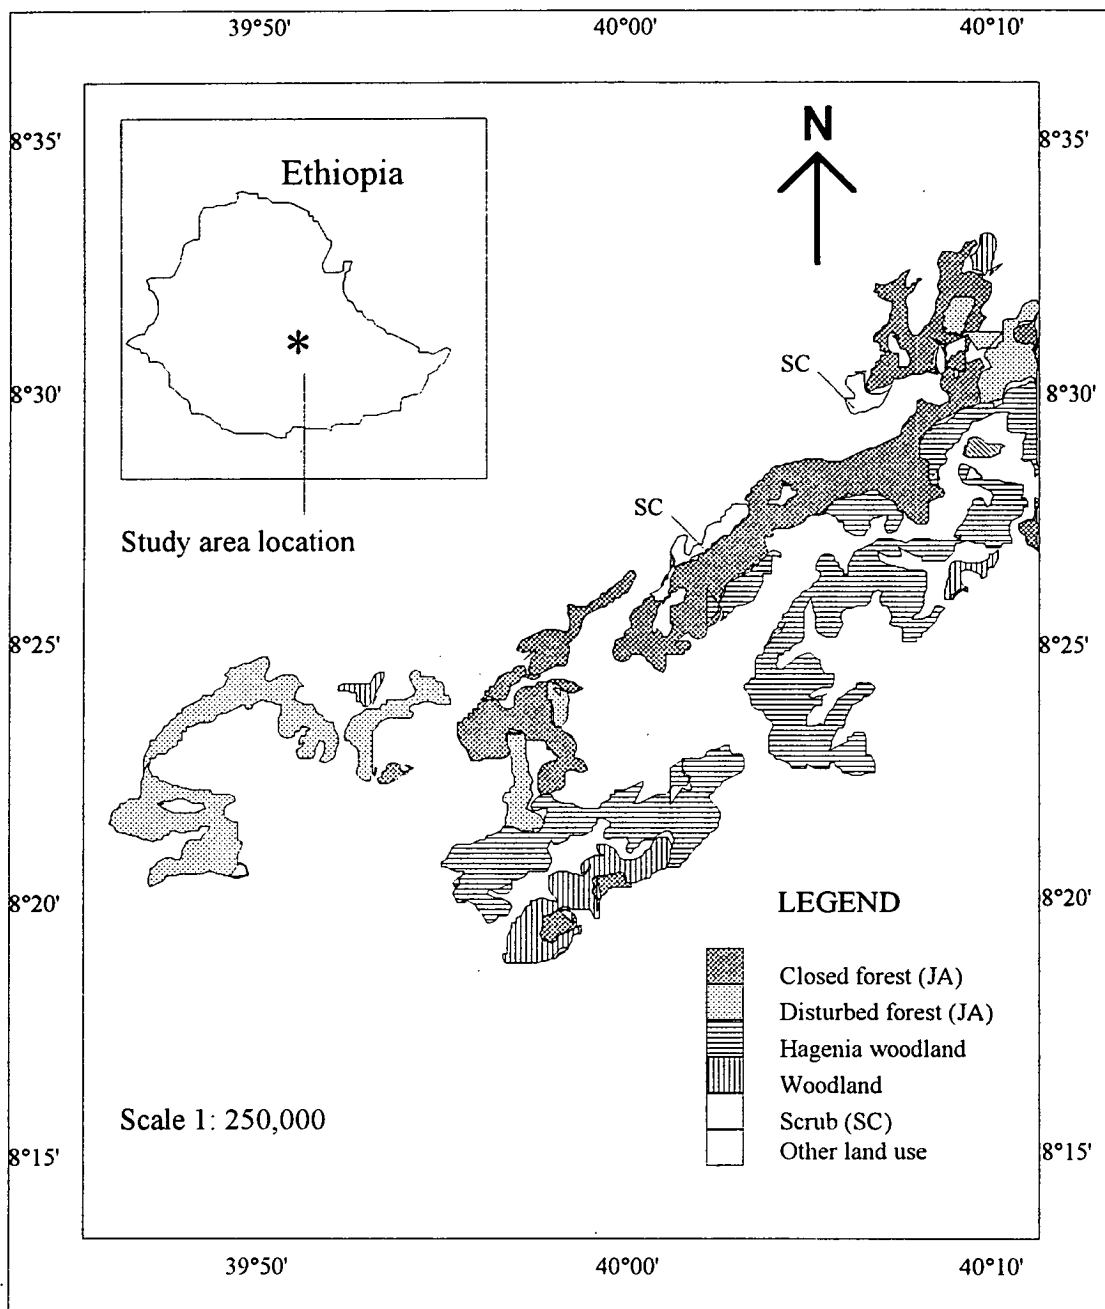 39°50' 40°00' 40°10'
8°35' 8°35'
N
Ethiopia
*
SC
8°30' 8°30'
SC
Study area location
8°25' 8°25'
8°20' 8°20'
LEGEND
Closed forest (JA)
Disturbed forest (JA)
Hagenia woodland
Woodland
Scrub (SC)
Other land use
Scale 1: 250,000
8°15' 8°15'
39°50' 40°00' 40°10'